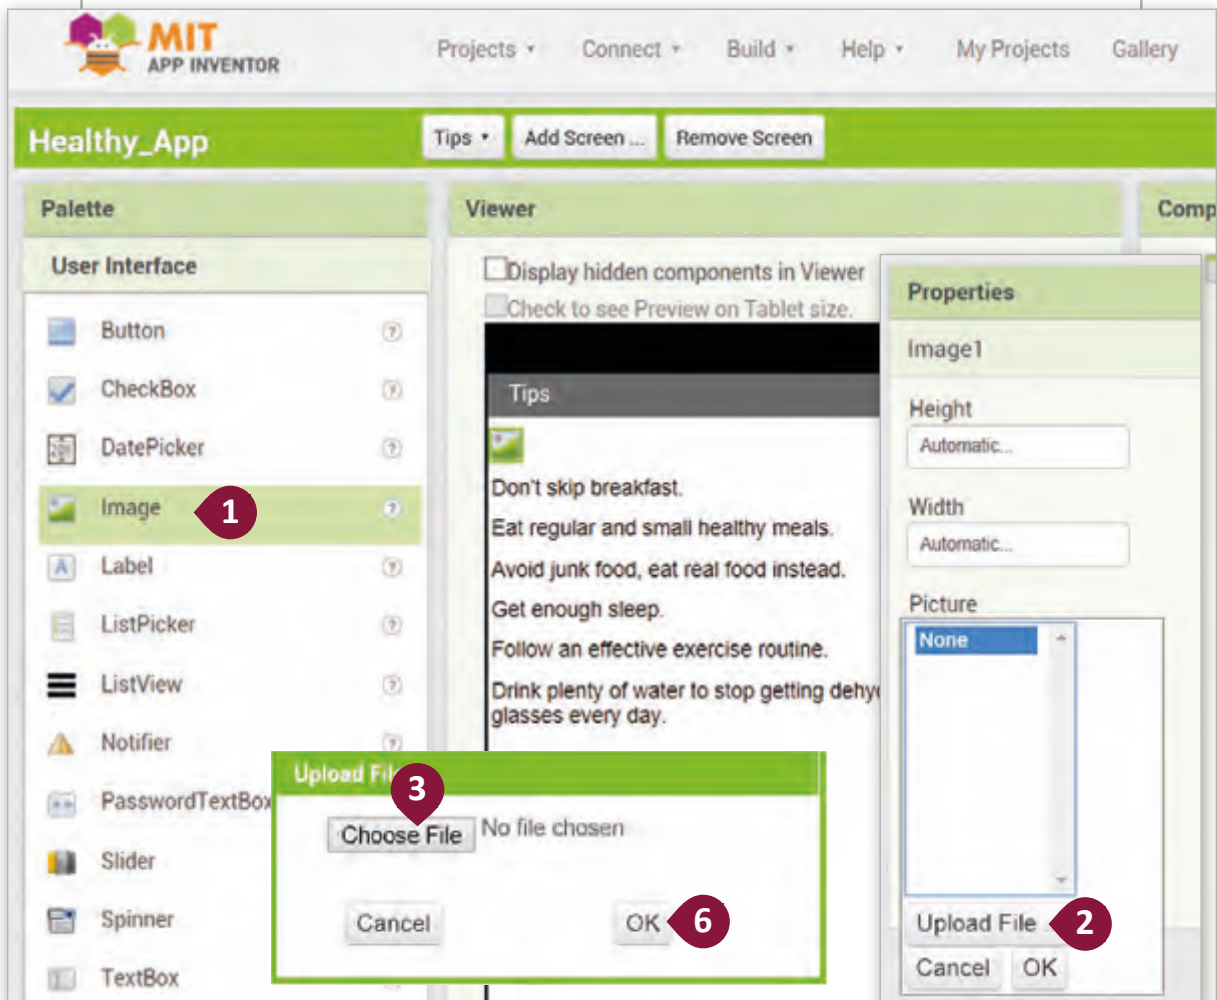 MIT
APP INVENTOR
Projects
Connect
Build
Help
My Projects
Gallery
Healthy_App
Tips
Add Screen ...
Remove Screen
Palette
User Interface
Button ?
CheckBox ?
DatePicker ?
Image 1 ?
Label ?
ListPicker ?
ListView ?
Notifier ?
PasswordTextBox
Slider
Spinner
TextBox
Viewer
Display hidden components in Viewer
Check to see Preview on Tablet size.
Tips
Don't skip breakfast.
Eat regular and small healthy meals.
Avoid junk food, eat real food instead.
Get enough sleep.
Follow an effective exercise routine.
Drink plenty of water to stop getting
glasses every day.
Upload
3
Choose File No file chosen
Cancel
OK 6
Properties
Image1
Height
Automatic...
Width
Automatic...
Picture
None
Upload File 2
Cancel OK